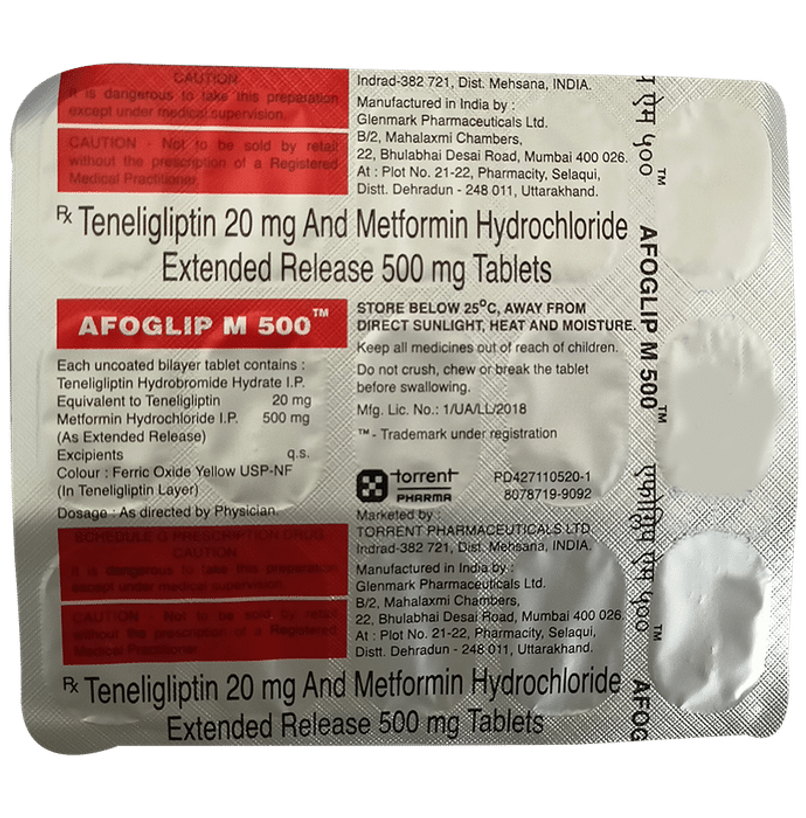 CAUTION
It is dangerous to take this preparation
except under medical supervision.
CAUTION - Not to be sold by retail
without the prescription of a Registered
Medical Practitioner.
Indrad-382 721, Dist. Mehsana, INDIA.
Manufactured in India by :
Glenmark Pharmaceuticals Ltd.
B/2, Mahalaxmi Chambers,
22, Bhulabhai Desai Road, Mumbai 400 026.
At : Plot No. 21-22, Pharmacity, Selaqui,
Distt. Dehradun - 248 011, Uttarakhand.
Rx Teneligliptin 20 mg And Metformin Hydrochloride
Extended Release 500 mg Tablets
AFOGLIP M 500™
Each uncoated bilayer tablet contains :
Teneligliptin Hydrobromide Hydrate I.P.
Equivalent to Teneligliptin 20 mg
Metformin Hydrochloride I.P. 500 mg
(As Extended Release)
Excipients q.s.
Colour : Ferric Oxide Yellow USP-NF
(In Teneligliptin Layer)
Dosage : As directed by Physician.
STORE BELOW 25°C, AWAY FROM
DIRECT SUNLIGHT, HEAT AND MOISTURE.
Keep all medicines out of reach of children.
Do not crush, chew or break the tablet
before swallowing.
Mfg. Lic. No.: 1/UA/LL/2018
™ - Trademark under registration
torrent
PHARMA
PD427110520-1
8078719-9092
SCHEDULE G PRESCRIPTION DRUG
CAUTION
It is dangerous to take this preparation
except under medical supervision.
CAUTION - Not to be sold by retail
without the prescription of a Registered
Medical Practitioner.
Marketed by :
TORRENT PHARMACEUTICALS LTD.
Indrad-382 721, Dist. Mehsana, INDIA.
Manufactured in India by :
Glenmark Pharmaceuticals Ltd.
B/2, Mahalaxmi Chambers,
22, Bhulabhai Desai Road, Mumbai 400 026.
At : Plot No. 21-22, Pharmacity, Selaqui,
Distt. Dehradun - 248 011, Uttarakhand.
Rx Teneligliptin 20 mg And Metformin Hydrochloride
Extended Release 500 mg Tablets
एम ५००™
AFOGLIP M 500™
एफोग्लिप एम ५००™
AFOG